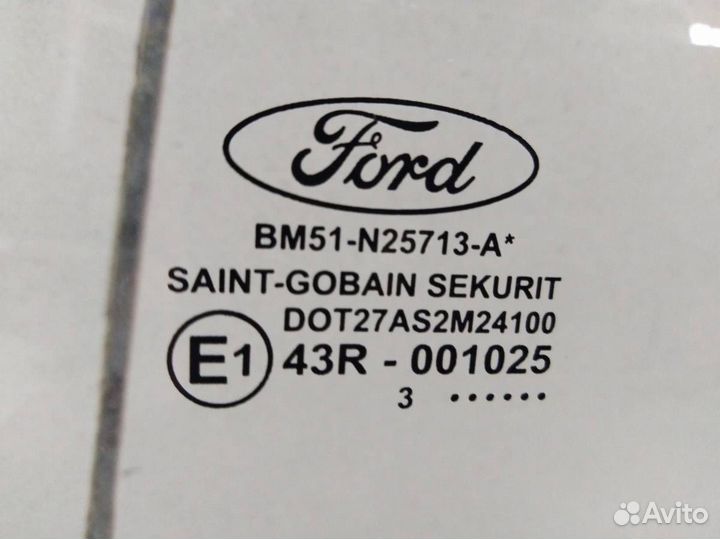 Ford
BM51-N25713-A*
SAINT-GOBAIN SEKURIT
DOT27AS2M24100
E1 43R - 001025
3 ••••••
Avito